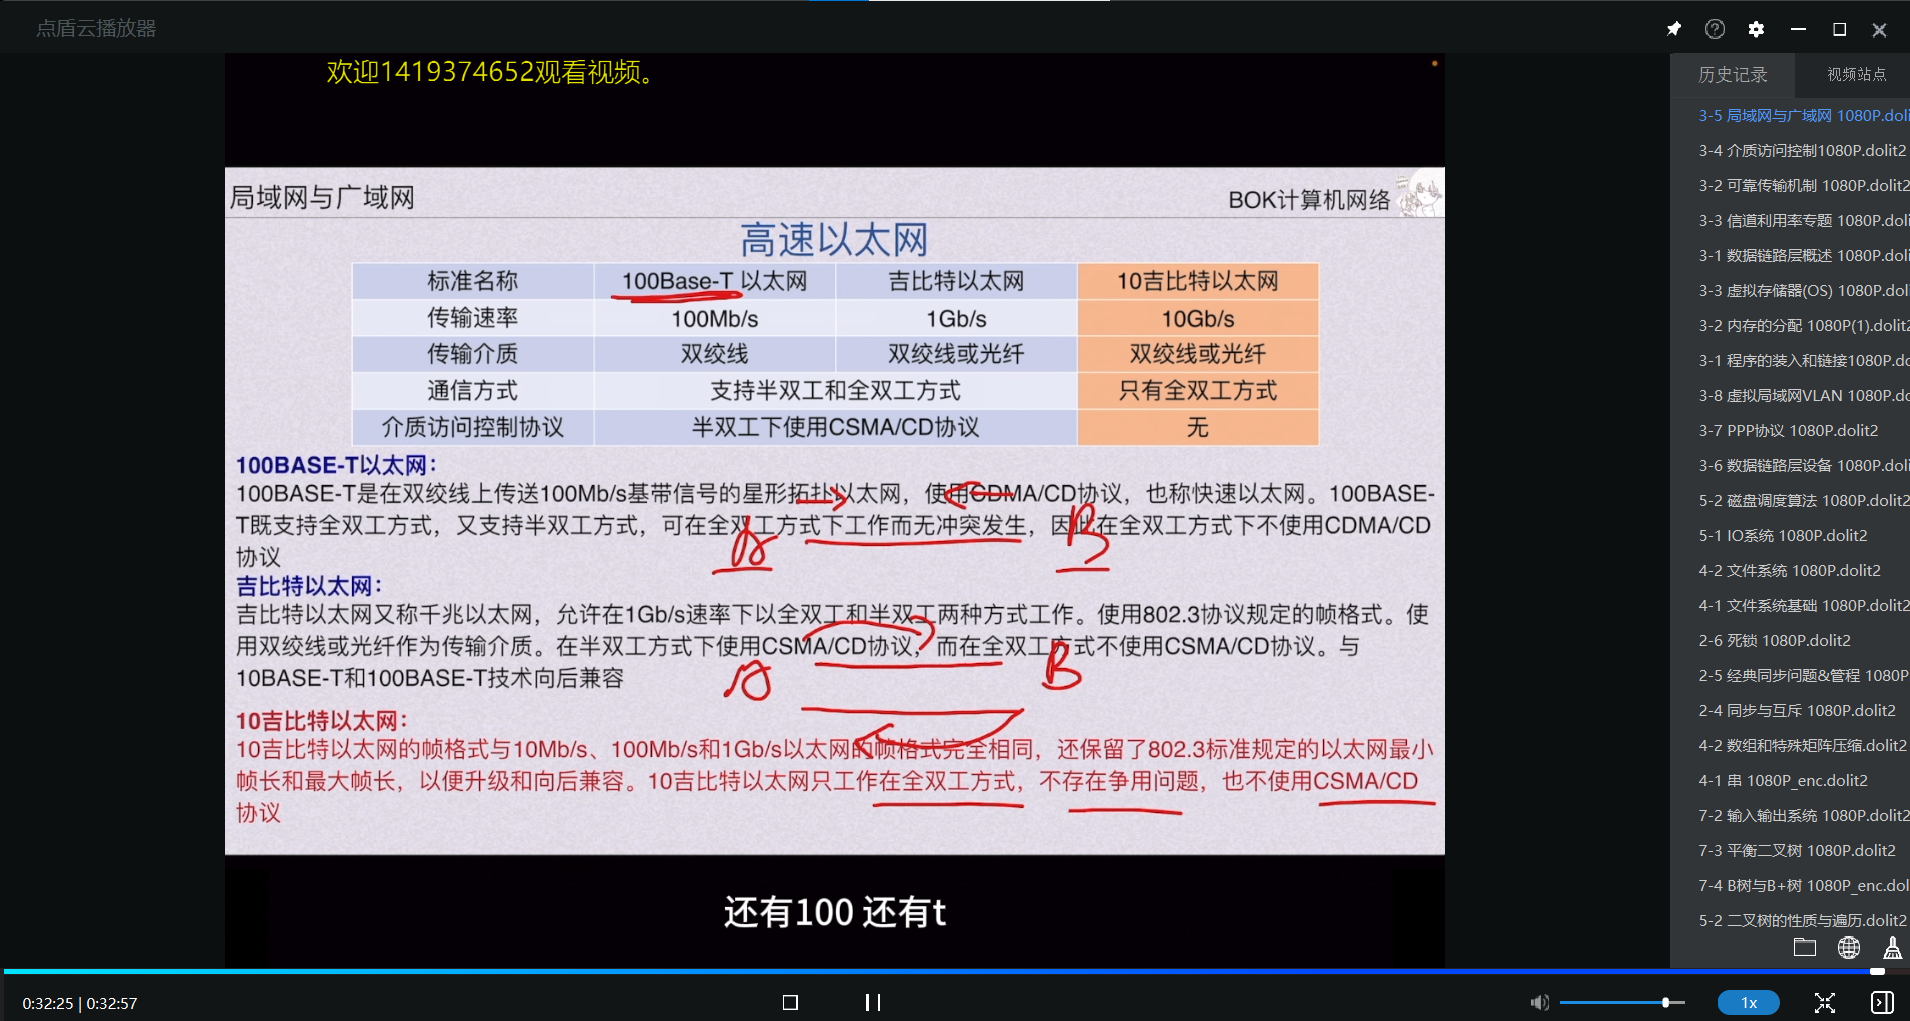 点盾云播放器
欢迎1419374652观看视频。
局域网与广域网
BOK计算机网络
高速以太网
标准名称 100Base-T 以太网 吉比特以太网 10吉比特以太网
传输速率 100Mb/s 1Gb/s 10Gb/s
传输介质 双绞线 双绞线或光纤 双绞线或光纤
通信方式 支持半双工和全双工方式 只有全双工方式
介质访问控制协议 半双工下使用CSMA/CD协议 无
100BASE-T以太网：
100BASE-T是在双绞线上传送100Mb/s基带信号的星形拓扑以太网，使用CDMA/CD协议，也称快速以太网。100BASE-
T既支持全双工方式，又支持半双工方式，可在全双工方式下工作而无冲突发生，因此在全双工方式下不使用CDMA/CD
协议
B
吉比特以太网：
吉比特以太网又称千兆以太网，允许在1Gb/s速率下以全双工和半双工两种方式工作。使用802.3协议规定的帧格式。使
用双绞线或光纤作为传输介质。在半双工方式下使用CSMA/CD协议，而在全双工方式不使用CSMA/CD协议。与
10BASE-T和100BASE-T技术向后兼容
B
10吉比特以太网：
10吉比特以太网的帧格式与10Mb/s、100Mb/s和1Gb/s以太网的帧格式完全相同，还保留了802.3标准规定的以太网最小
帧长和最大帧长，以便升级和向后兼容。10吉比特以太网只工作在全双工方式，不存在争用问题，也不使用CSMA/CD
协议
还有100 还有t
历史记录 视频站点
3-5 局域网与广域网 1080P.doli
3-4 介质访问控制1080P.dolit2
3-2 可靠传输机制 1080P.dolit2
3-3 信道利用率专题 1080P.doli
3-1 数据链路层概述 1080P.doli
3-3 虚拟存储器(OS) 1080P.doli
3-2 内存的分配 1080P(1).dolit2
3-1 程序的装入和链接1080P.do
3-8 虚拟局域网VLAN 1080P.do
3-7 PPP协议 1080P.dolit2
3-6 数据链路层设备 1080P.doli
5-2 磁盘调度算法 1080P.dolit2
5-1 IO系统 1080P.dolit2
4-2 文件系统 1080P.dolit2
4-1 文件系统基础 1080P.dolit2
2-6 死锁 1080P.dolit2
2-5 经典同步问题&管程 1080P
2-4 同步与互斥 1080P.dolit2
4-2 数组和特殊矩阵压缩.dolit2
4-1 串 1080P_enc.dolit2
7-2 输入输出系统 1080P.dolit2
7-3 平衡二叉树 1080P.dolit2
7-4 B树与B+树 1080P_enc.dol
5-2 二叉树的性质与遍历.dolit2
0:32:25 | 0:32:57
1x